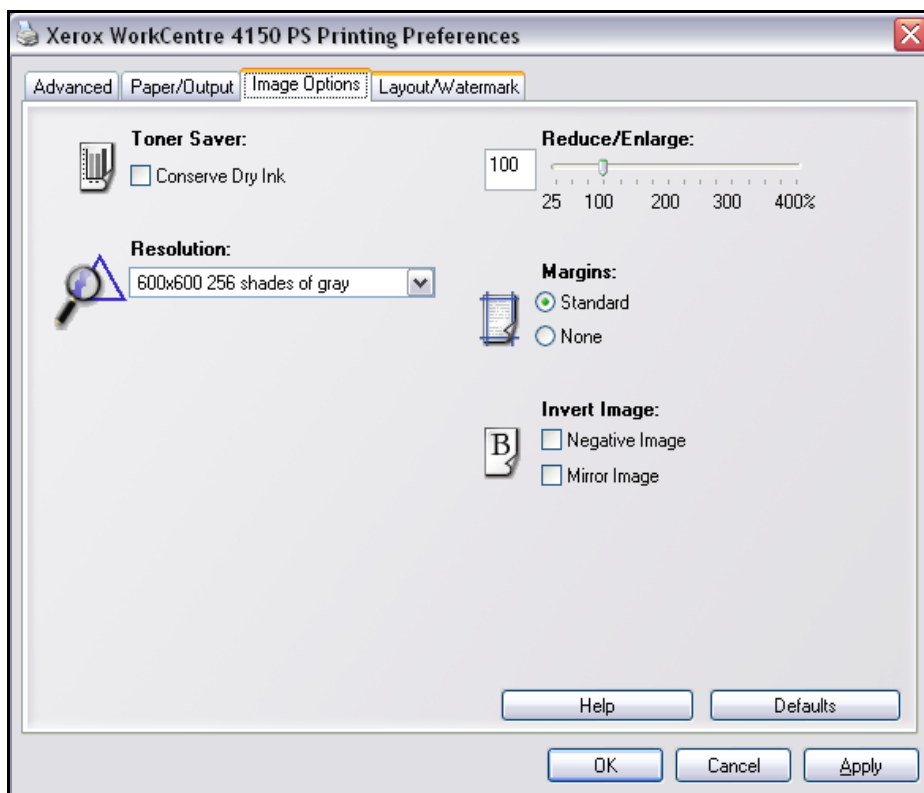 Xerox WorkCentre 4150 PS Printing Preferences
Advanced Paper/Output Image Options Layout/Watermark
Toner Saver:
Conserve Dry Ink
Resolution:
600x600 256 shades of gray
Reduce/Enlarge:
100
25 100 200 300 400%
Margins:
Standard
None
Invert Image:
B
Negative Image
Mirror Image
Help Defaults
OK Cancel Apply